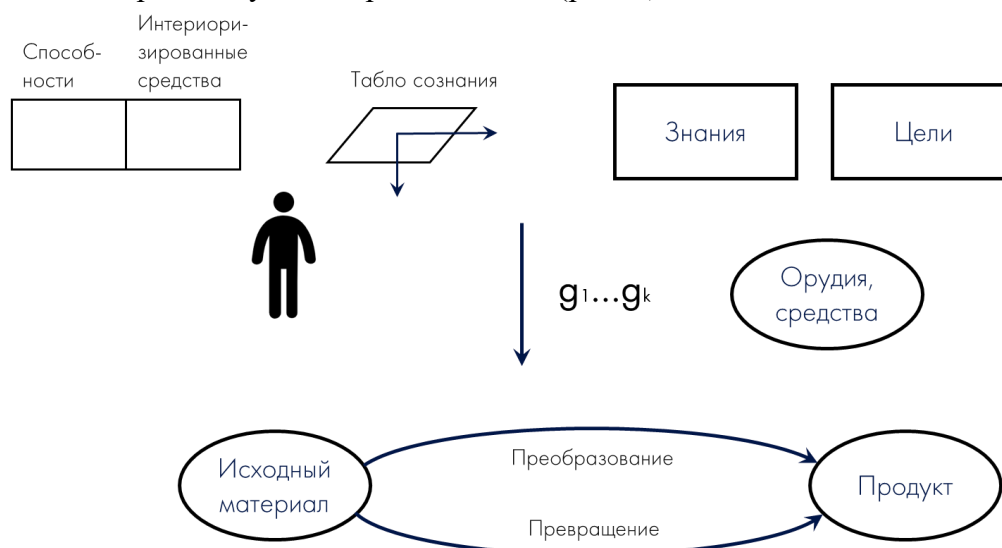 Способ-
ности
Интериори-
зированные
средства
Табло сознания
Знания
Цели
g1...gk
Орудия,
средства
Исходный
материал
Преобразование
Превращение
Продукт